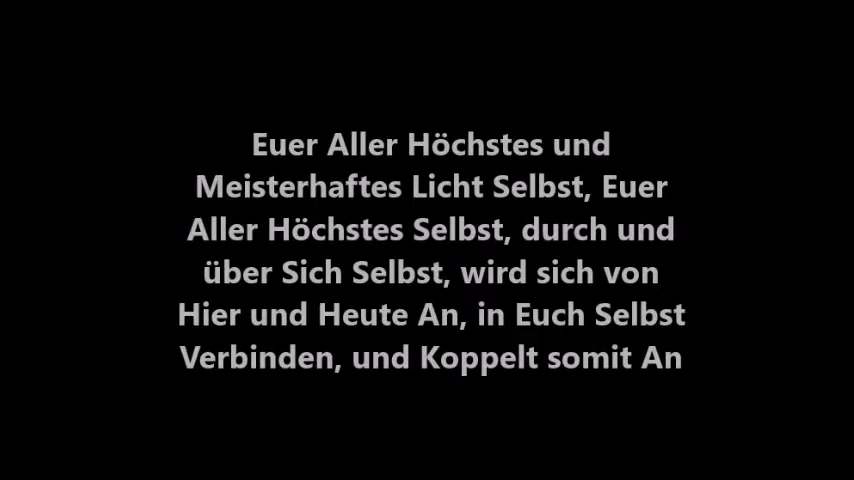 Euer Aller Höchstes und
Meisterhaftes Licht Selbst, Euer
Aller Höchstes Selbst, durch und
über Sich Selbst, wird sich von
Hier und Heute An, in Euch Selbst
Verbinden, und Koppelt somit An